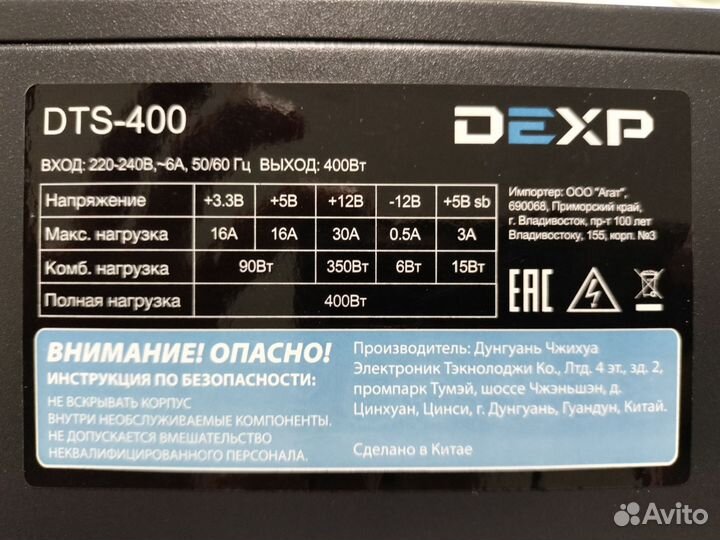 DTS-400
DEXP
ВХОД: 220-240В,~6А, 50/60 Гц ВЫХОД: 400Вт
Напряжение +3.3В +5В +12В -12В +5В sb
Макс. нагрузка 16А 16А 30А 0.5А 3А
Комб. нагрузка 90Вт 350Вт 6Вт 15Вт
Полная нагрузка 400Вт
Импортер: ООО "Агат",
690068, Приморский край,
г. Владивосток, пр-т 100 лет
Владивостоку, 155, корп. №3
EAC
ВНИМАНИЕ! ОПАСНО!
ИНСТРУКЦИЯ ПО БЕЗОПАСНОСТИ:
НЕ ВСКРЫВАТЬ КОРПУС
ВНУТРИ НЕОБСЛУЖИВАЕМЫЕ КОМПОНЕНТЫ.
НЕ ДОПУСКАЕТСЯ ВМЕШАТЕЛЬСТВО
НЕКВАЛИФИЦИРОВАННОГО ПЕРСОНАЛА.
Производитель: Дунгуань Чжихуа
Электроник Тэкнолоджи Ко., Лтд. 4 эт., зд. 2,
промпарк Тумэй, шоссе Чжэньшэн, д.
Цинхуан, Цинси, г. Дунгуань, Гуандун, Китай.
Сделано в Китае
Avito